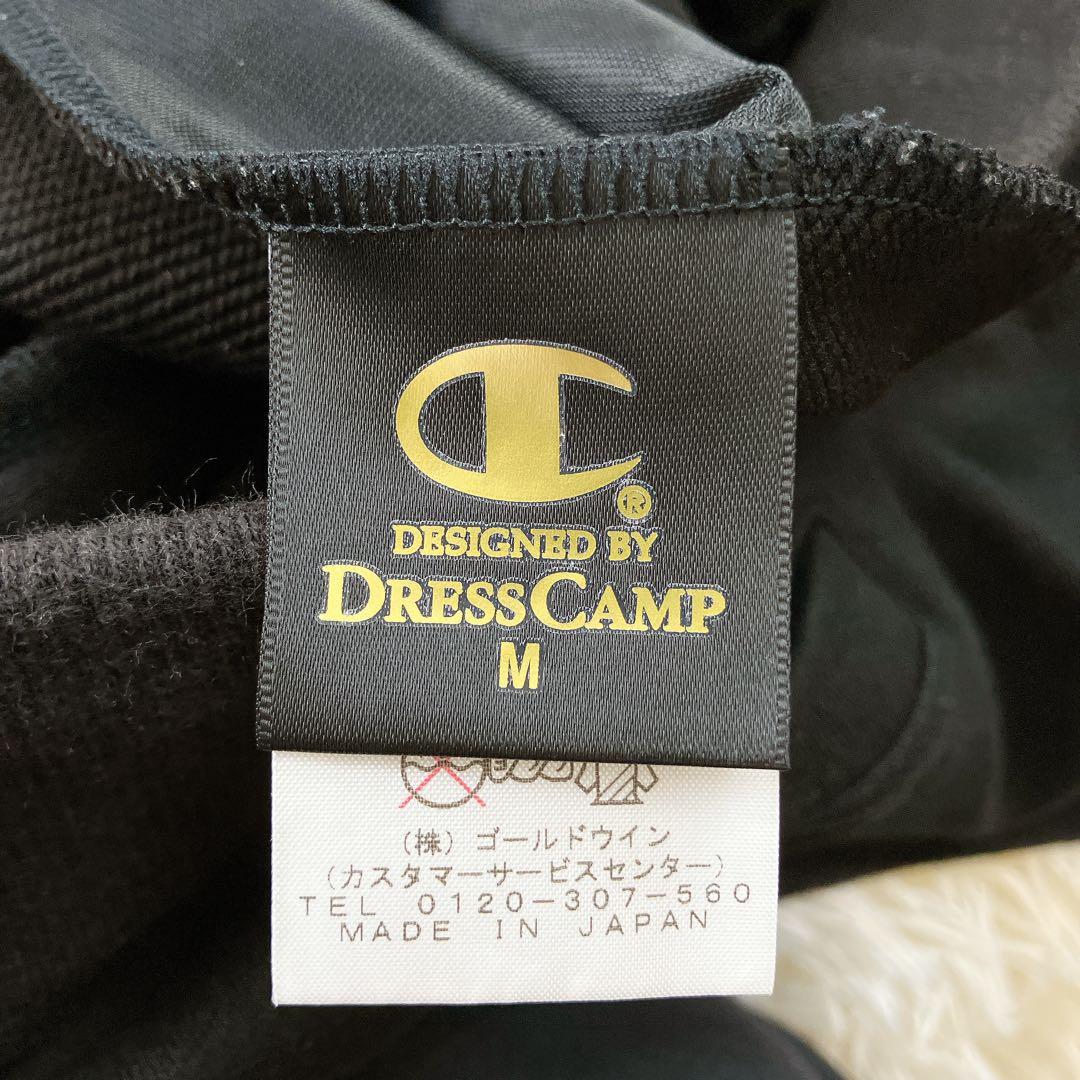 C®
DESIGNED BY
DRESSCAMP
M
(株)ゴールドウイン
(カスタマーサービスセンター)
TEL 0120-307-560
MADE IN JAPAN